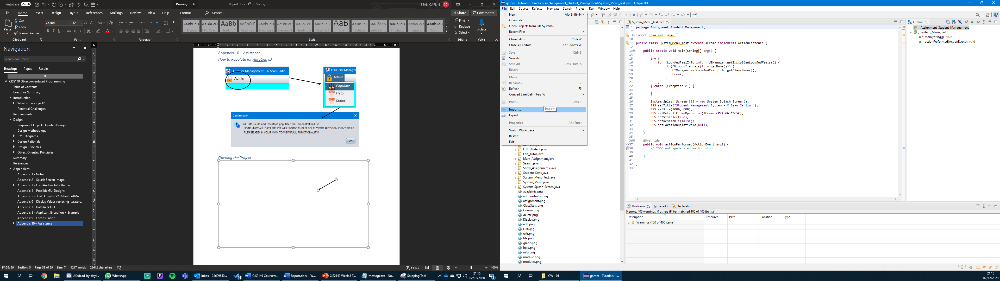 AutoSave On
Drawing Tools
Report.docx - Saving...
SEAN CARLIN SC
File Home Insert Design Layout References Mailings Review View Help Format Search
Share Comments
Paste
Cut
Copy
Format Painter
Calibri 12
AaBbCcD AaBbCcD AaBb AaBbCcL AaBbCcD AaBbCcD AaBbCcD AaBbCcD AaB AaBbCcD AaBbCcD AaBbCcD AaBbCcD AaBbCcD
¶ Normal ¶ No Spac... Heading 1 Heading 2 Heading 3 Heading 4 Heading 5 Heading 6 Title Subtitle Subtle Em... Emphasis Intense E... Strong
Find
Replace
Select
Dictate
Clipboard Font Paragraph Styles Editing Voice
Navigation
Search document
Headings Pages Results
CIS2149 Object-orientated Programming
Table of Contents
Executive Summary
Introduction
What is the Project?
Potential Challenges
Requirements
Design
Purpose of Object-Oriented Design
Design Methodology
UML Diagrams
Design Rationale
Design Principles
Object Oriented Principles
Summary
References
Appendices
Appendix 1 - Notes
Appendix 2 – Splash Screen Image.
Appendix 3 – LookAndFeelInfo Theme
Appendix 4 – Possible GUI Designs.
Appendix 5 – JList, ArrayList & DefaultListMo...
Appendix 6 – Display Values replacing Iterators.
Appendix 7 – Data In & Out
Appendix 8 – Applicant Exception + Example
Appendix 9 - Encapsulation
Appendix 10 – Assistance
Appendix 10 – Assistance
How to Populate for AutoGen ID.
EHU User Management - © Sean Carlin
Admin
EHU User Manager
Admin
Populate
Help
Codes
Confirmation
All Data Fields and TreeMaps populated for Demonstration Use.
NOTE - NOT ALL DATA FIELDS WILL WORK. THIS IS SOLELY FOR AUTOGEN IDENTIFIERS.
PLEASE ADD IN YOUR OWN TO VIEW FULL FUNCTIONALITY!
OK
Opening the Project
PAGE: 39 Section: 5 Page 39 of 39 Line: 7 4217 words 26612 characters
Focus
100%
Inbox - 24609650...
14
CIS2149 Coursew...
Report.docx - W...
CIS2149 Week 8 T...
message.txt - No...
Snipping Tool
#dead-by-dayl...
WhatsApp
21:15
02/12/2020
2
gamer - Tutorials - Practice/src/Assignment_Student_Management/System_Menu_Test.java - Eclipse IDE
File Edit Source Refactor Navigate Search Project Run Window Help
New Alt+Shift+N
Open File...
Open Projects from File System...
Recent Files
Close Editor Ctrl+W
Close All Editors Ctrl+Shift+W
Save Ctrl+S
Save As...
Save All Ctrl+Shift+S
Revert
Move...
Rename... F2
Refresh F5
Convert Line Delimiters To
Print... Ctrl+P
Import...
Import
Export...
Properties Alt+Enter
Switch Workspace
Restart
Exit
Edit_Student.java
Edit_Tutor.java
Mark_Assignment.java
Search.java
Show_Assignments.java
Student_Stats.java
System_Menu_Test.java
System_Menu.java
System_Splash_Screen.java
academic.png
administrator.png
assignment.png
ClassStats.png
Course.png
delete.png
Display.png
edit.png
EHU.jpg
exit.png
file.png
grade.png
help.png
info.png
module.png
modules.png
System_Menu_Test.java
1 package Assignment_Student_Management;
2
3 import java.awt.Image;
10
11 public class System_Menu_Test extends JFrame implements ActionListener {
12
13 public static void main(String[] args) {
14
15 try {
16 for (LookAndFeelInfo info : UIManager.getInstalledLookAndFeels()) {
17 if ("Nimbus".equals(info.getName())) {
18 UIManager.setLookAndFeel(info.getClassName());
19 break;
20 }
21 }
22 } catch (Exception e1) {
23
24 }
25
26 System_Splash_Screen SSS = new System_Splash_Screen();
27 SSS.setTitle("Student Management System - © Sean Carlin ");
28 SSS.setSize(1000, 600);
29 SSS.setDefaultCloseOperation(JFrame.EXIT_ON_CLOSE);
30 SSS.setVisible(true);
31 SSS.setResizable(false);
32 SSS.setLocationRelativeTo(null);
33
34 }
35
36 @Override
37 public void actionPerformed(ActionEvent arg0) {
38 // TODO Auto-generated method stub
39
40 }
41
42 }
43
Outline
Assignment_Student_Management
System_Menu_Test
main(String[]) : void
actionPerformed(ActionEvent) : void
Problems Javadoc Declaration
0 errors, 400 warnings, 0 others (Filter matched 100 of 400 items)
Description Resource Path Location Type
Warnings (100 of 400 items)
CW1_01
gamer - Tutorials - ...
21:15
02/12/2020